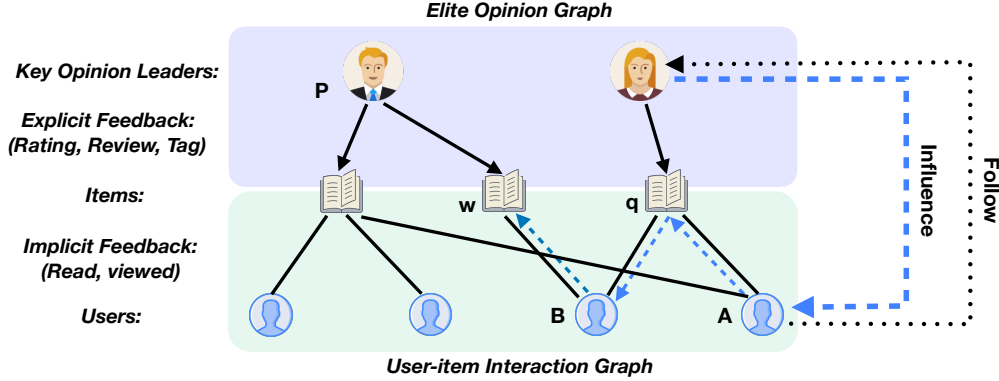 Elite Opinion Graph
Key Opinion Leaders:
P
Explicit Feedback:
(Rating, Review, Tag)
Items:
w
q
Implicit Feedback:
(Read, viewed)
Users:
B
A
Influence
Follow
User-item Interaction Graph